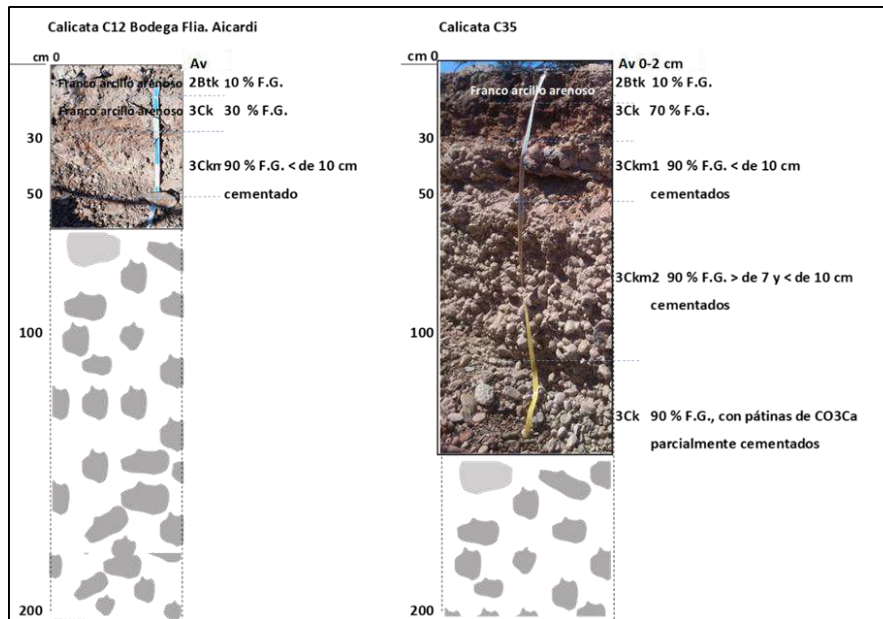 Calicata C12 Bodega Flia. Aicardi
cm 0
Av
Franco arcillo arenoso
2Btk 10 % F.G.
Franco arcillo arenoso
3Ck 30 % F.G.
30
3Ckm 90 % F.G. < de 10 cm
50
cementado
100
200
Calicata C35
cm 0
Av 0-2 cm
2Btk 10 % F.G.
Franco arcillo arenoso
3Ck 70 % F.G.
30
3Ckm1 90 % F.G. < de 10 cm
50
cementados
3Ckm2 90 % F.G. > de 7 y < de 10 cm
cementados
100
3Ck 90 % F.G., con pátinas de CO3Ca
parcialmente cementados
200